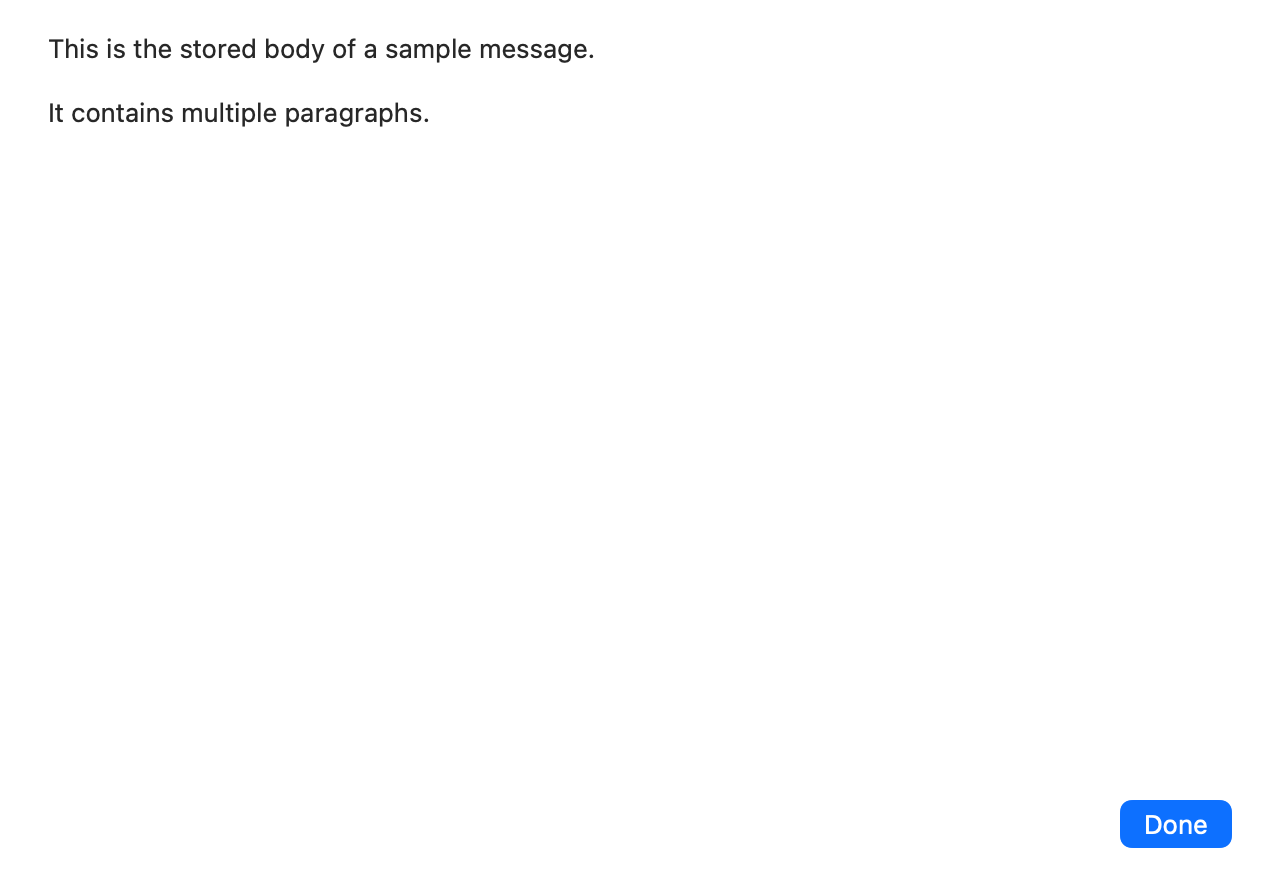 This is the stored body of a sample message.
It contains multiple paragraphs.
Done